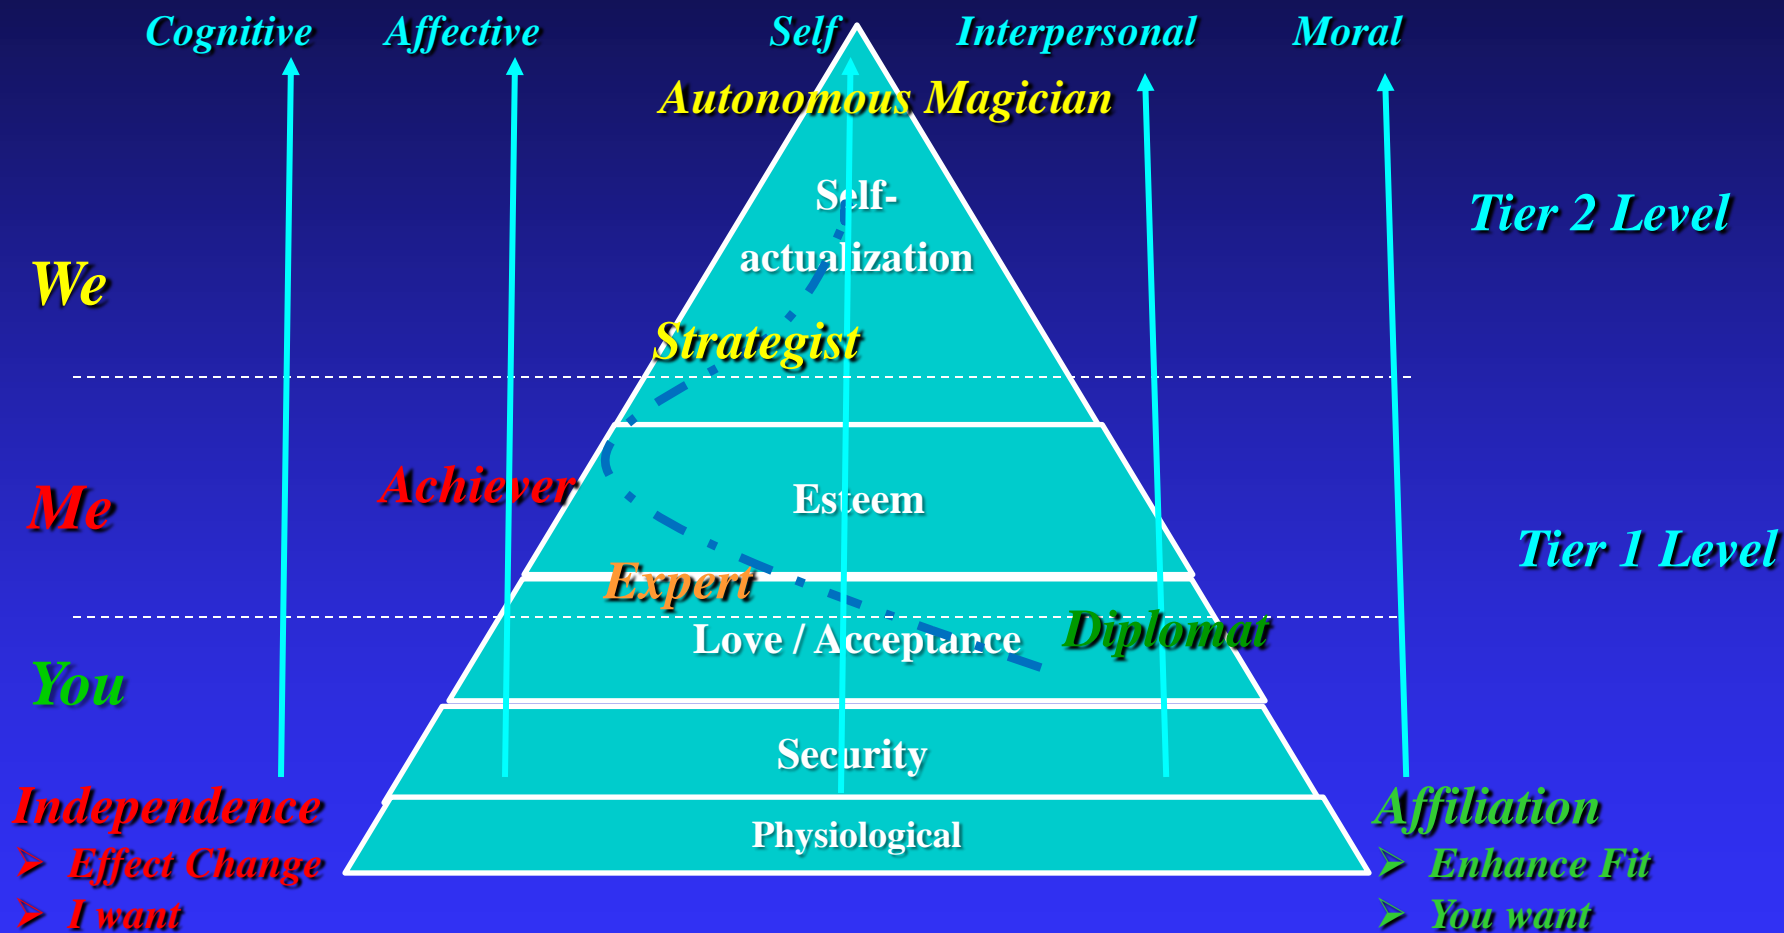 Cognitive
Affective
Self
Interpersonal
Moral
Autonomous Magician
Self-
actualization
Tier 2 Level
We
Strategist
Achiever
Esteem
Me
Tier 1 Level
Expert
Love / Acceptance
Diplomat
You
Security
Independence
➢ Effect Change
➢ I want
Physiological
Affiliation
➢ Enhance Fit
➢ You want